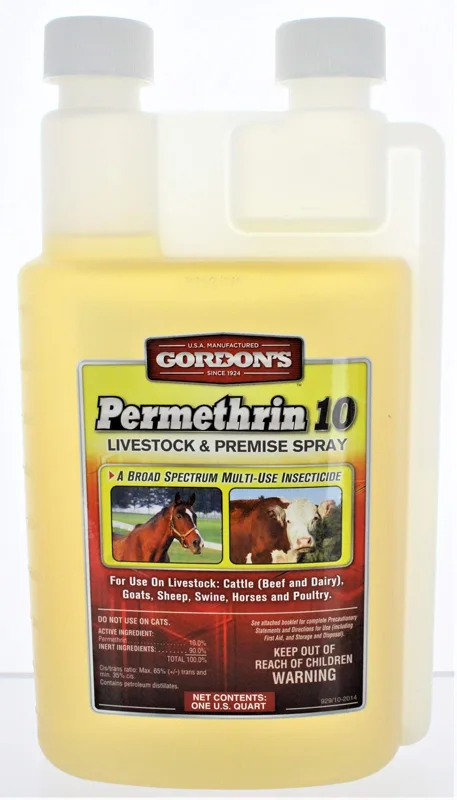 U.S.A. MANUFACTURED
GORDON'S
SINCE 1924
™
Permethrin 10
LIVESTOCK & PREMISE SPRAY
A BROAD SPECTRUM MULTI-USE INSECTICIDE
For Use On Livestock: Cattle (Beef and Dairy),
Goats, Sheep, Swine, Horses and Poultry.
DO NOT USE ON CATS.
ACTIVE INGREDIENT:
Permethrin.................... 10.0%
INERT INGREDIENTS:......... 90.0%
TOTAL 100.0%
Cis/trans ratio: Max. 65% (+/-) trans and
min. 35% cis.
Contains petroleum distillates.
See attached booklet for complete Precautionary
Statements and Directions for Use (including
First Aid, and Storage and Disposal).
KEEP OUT OF
REACH OF CHILDREN
WARNING
NET CONTENTS:
ONE U.S. QUART
929/10-2014